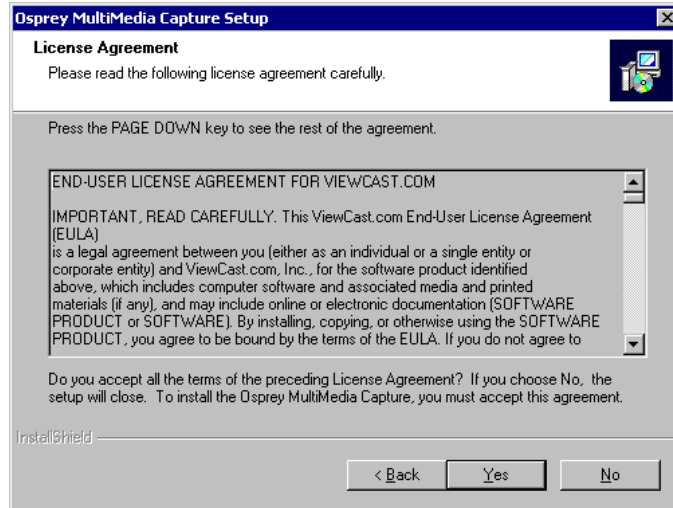 Osprey MultiMedia Capture Setup
License Agreement
Please read the following license agreement carefully.
Press the PAGE DOWN key to see the rest of the agreement.
END-USER LICENSE AGREEMENT FOR VIEWCAST.COM
IMPORTANT, READ CAREFULLY. This ViewCast.com End-User License Agreement
(EULA)
is a legal agreement between you (either as an individual or a single entity or
corporate entity) and ViewCast.com, Inc., for the software product identified
above, which includes computer software and associated media and printed
materials (if any), and may include online or electronic documentation (SOFTWARE
PRODUCT or SOFTWARE). By installing, copying, or otherwise using the SOFTWARE
PRODUCT, you agree to be bound by the terms of the EULA. If you do not agree to
Do you accept all the terms of the preceding License Agreement? If you choose No, the
setup will close. To install the Osprey MultiMedia Capture, you must accept this agreement.
InstallShield
< Back
Yes
No